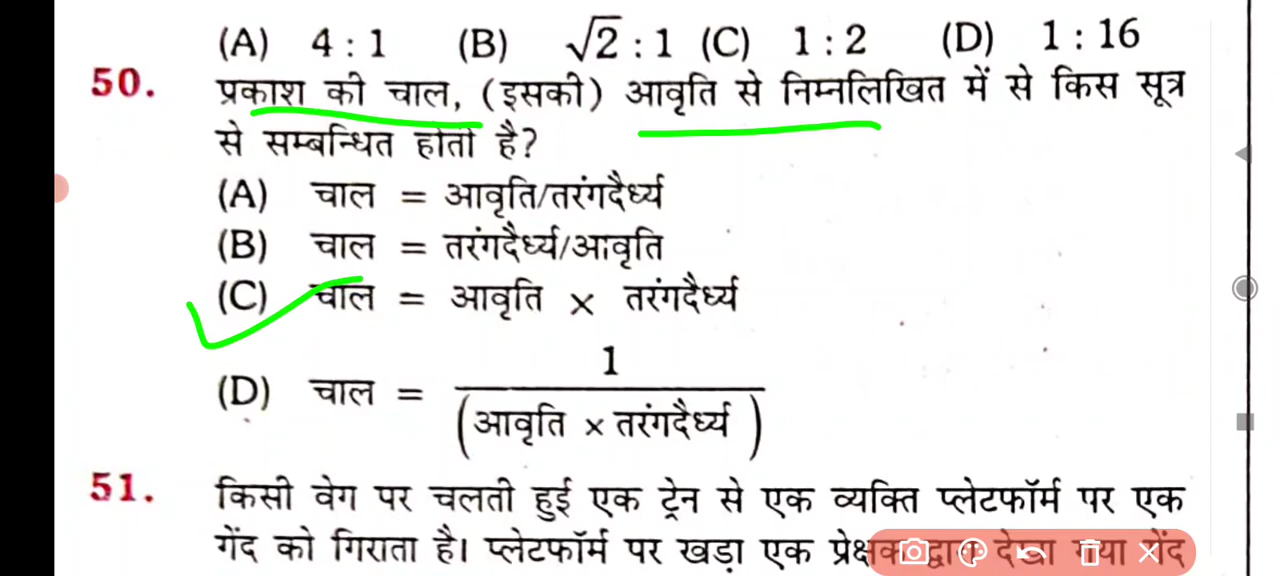 (A) 4 : 1 (B) √2 : 1 (C) 1 : 2 (D) 1 : 16
50. प्रकाश की चाल, (इसकी) आवृति से निम्नलिखित में से किस सूत्र
से सम्बन्धित होती है?
(A) चाल = आवृति/तरंगदैर्ध्य
(B) चाल = तरंगदैर्ध्य/आवृति
(C) चाल = आवृति × तरंगदैर्ध्य
(D) चाल = 1
(आवृति × तरंगदैर्ध्य)
51. किसी वेग पर चलती हुई एक ट्रेन से एक व्यक्ति प्लेटफॉर्म पर एक
गेंद को गिराता है। प्लेटफॉर्म पर खड़ा एक प्रेक्षक द्वारा देखा गया गेंद